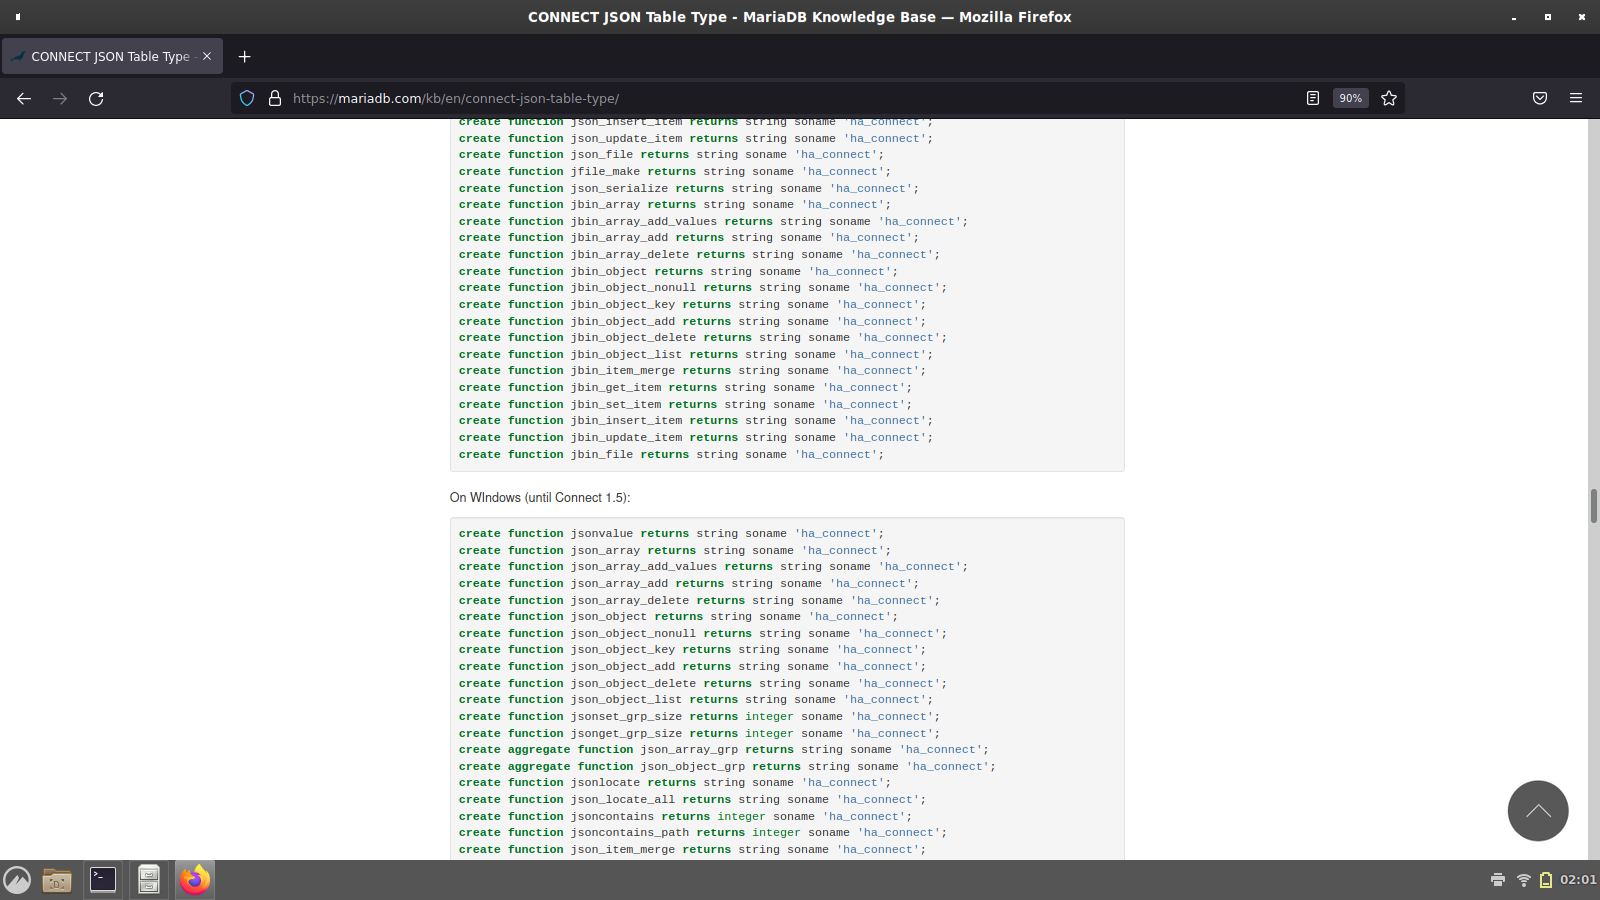 CONNECT JSON Table Type - MariaDB Knowledge Base — Mozilla Firefox
CONNECT JSON Table Type -
https://mariadb.com/kb/en/connect-json-table-type/
90%
create function json_insert_item returns string soname 'ha_connect';
create function json_update_item returns string soname 'ha_connect';
create function json_file returns string soname 'ha_connect';
create function jfile_make returns string soname 'ha_connect';
create function json_serialize returns string soname 'ha_connect';
create function jbin_array returns string soname 'ha_connect';
create function jbin_array_add_values returns string soname 'ha_connect';
create function jbin_array_add returns string soname 'ha_connect';
create function jbin_array_delete returns string soname 'ha_connect';
create function jbin_object returns string soname 'ha_connect';
create function jbin_object_nonull returns string soname 'ha_connect';
create function jbin_object_key returns string soname 'ha_connect';
create function jbin_object_add returns string soname 'ha_connect';
create function jbin_object_delete returns string soname 'ha_connect';
create function jbin_object_list returns string soname 'ha_connect';
create function jbin_item_merge returns string soname 'ha_connect';
create function jbin_get_item returns string soname 'ha_connect';
create function jbin_set_item returns string soname 'ha_connect';
create function jbin_insert_item returns string soname 'ha_connect';
create function jbin_update_item returns string soname 'ha_connect';
create function jbin_file returns string soname 'ha_connect';
On WIndows (until Connect 1.5):
create function jsonvalue returns string soname 'ha_connect';
create function json_array returns string soname 'ha_connect';
create function json_array_add_values returns string soname 'ha_connect';
create function json_array_add returns string soname 'ha_connect';
create function json_array_delete returns string soname 'ha_connect';
create function json_object returns string soname 'ha_connect';
create function json_object_nonull returns string soname 'ha_connect';
create function json_object_key returns string soname 'ha_connect';
create function json_object_add returns string soname 'ha_connect';
create function json_object_delete returns string soname 'ha_connect';
create function json_object_list returns string soname 'ha_connect';
create function jsonset_grp_size returns integer soname 'ha_connect';
create function jsonget_grp_size returns integer soname 'ha_connect';
create aggregate function json_array_grp returns string soname 'ha_connect';
create aggregate function json_object_grp returns string soname 'ha_connect';
create function jsonlocate returns string soname 'ha_connect';
create function json_locate_all returns string soname 'ha_connect';
create function jsoncontains returns integer soname 'ha_connect';
create function jsoncontains_path returns integer soname 'ha_connect';
create function json_item_merge returns string soname 'ha_connect';
02:01